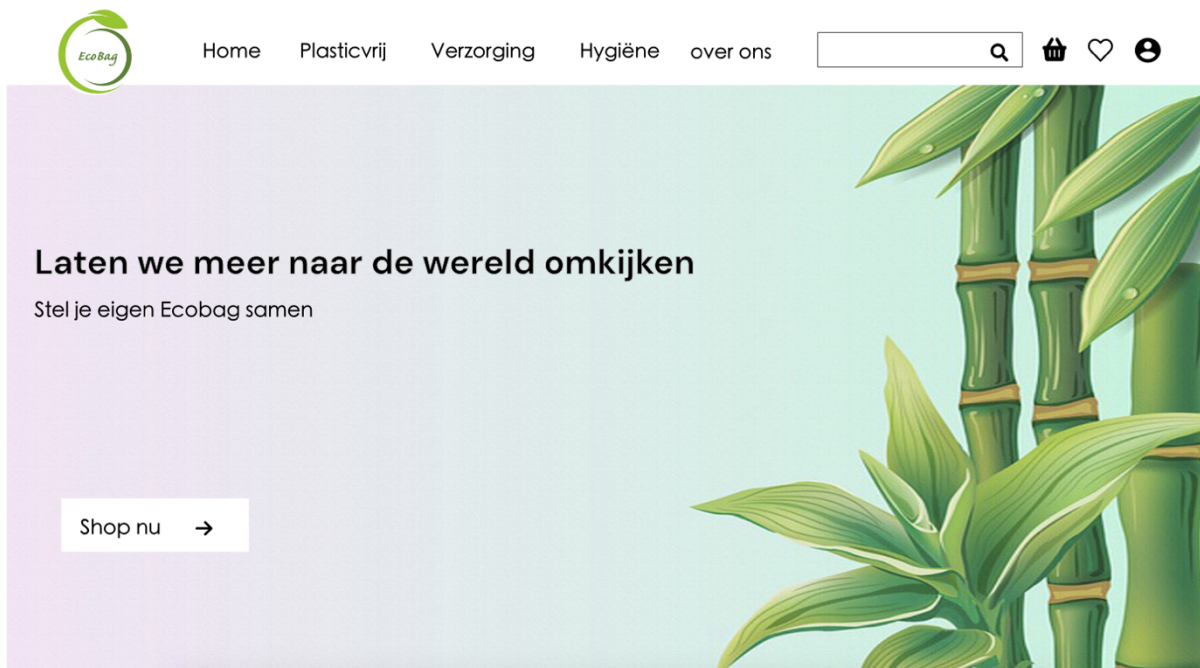 EcoBag
Home Plasticvrij Verzorging Hygiëne over ons
Laten we meer naar de wereld omkijken
Stel je eigen Ecobag samen
Shop nu →